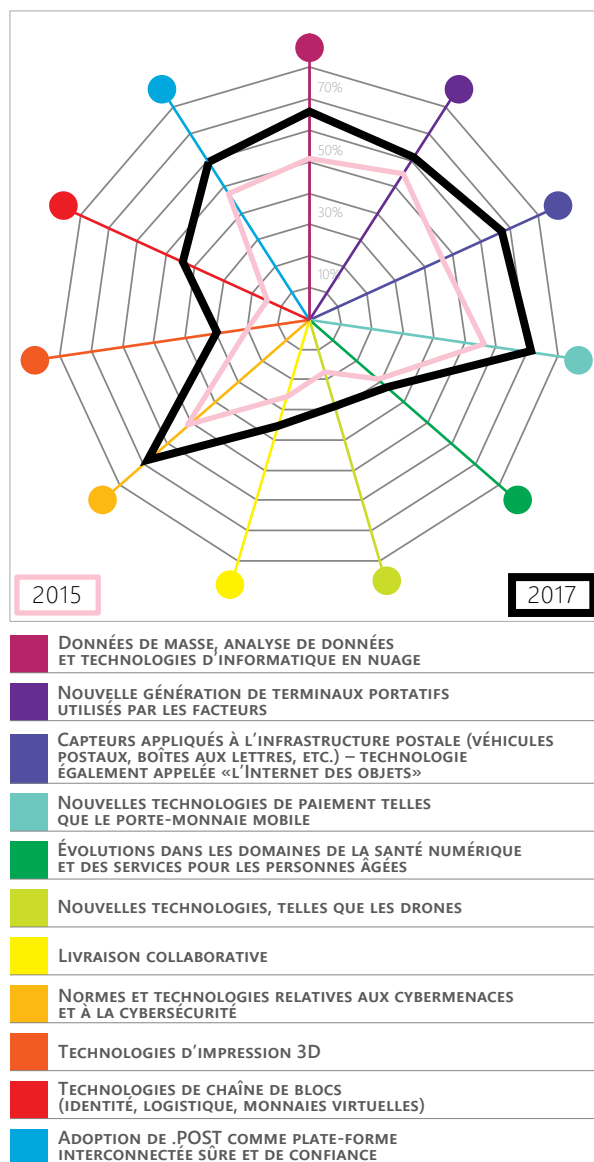 70%
50%
30%
10%
2015
2017
Données de masse, analyse de données
et technologies d'informatique en nuage
Nouvelle génération de terminaux portatifs
utilisés par les facteurs
Capteurs appliqués à l'infrastructure postale (véhicules
postaux, boîtes aux lettres, etc.) – technologie
également appelée «l'Internet des objets»
Nouvelles technologies de paiement telles
que le porte-monnaie mobile
Évolutions dans les domaines de la santé numérique
et des services pour les personnes âgées
Nouvelles technologies, telles que les drones
Livraison collaborative
Normes et technologies relatives aux cybermenaces
et à la cybersécurité
Technologies d'impression 3D
Technologies de chaîne de blocs
(identité, logistique, monnaies virtuelles)
Adoption de .POST comme plate-forme
interconnectée sûre et de confiance